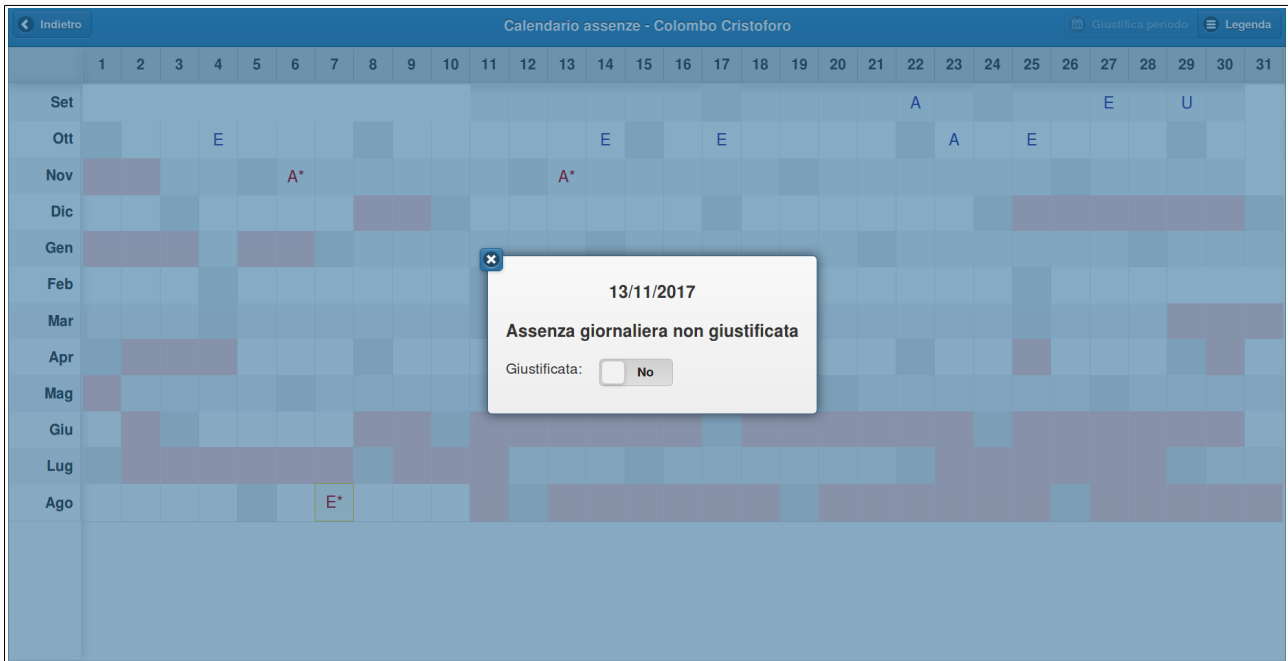 Indietro Calendario assenze - Colombo Cristoforo Giustifica periodo Legenda
1 2 3 4 5 6 7 8 9 10 11 12 13 14 15 16 17 18 19 20 21 22 23 24 25 26 27 28 29 30 31
Set A E U
Ott E E E A E
Nov A* A*
Dic
Gen
Feb
Mar
Apr
Mag
Giu
Lug
Ago E*
13/11/2017
Assenza giornaliera non giustificata
Giustificata: No